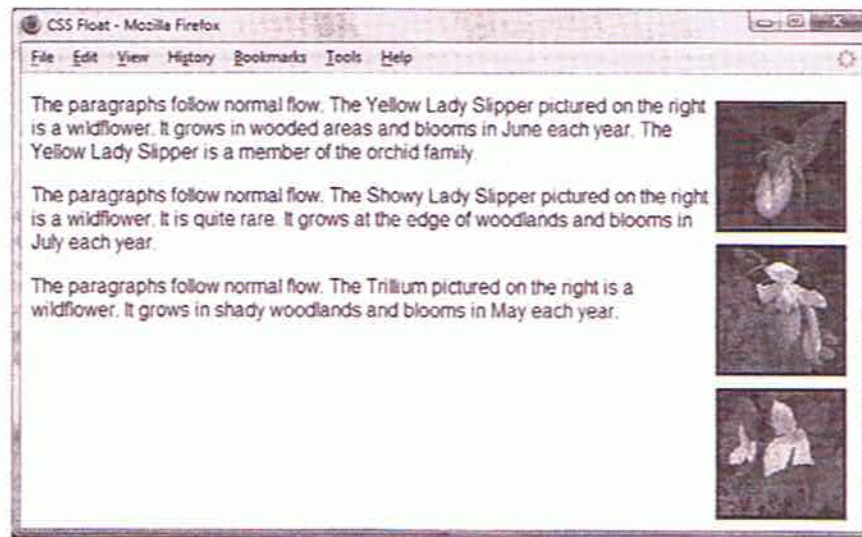 CSS Float - Mozilla Firefox
File Edit View History Bookmarks Tools Help
The paragraphs follow normal flow. The Yellow Lady Slipper pictured on the right
is a wildflower. It grows in wooded areas and blooms in June each year. The
Yellow Lady Slipper is a member of the orchid family.
The paragraphs follow normal flow. The Showy Lady Slipper pictured on the right
is a wildflower. It is quite rare. It grows at the edge of woodlands and blooms in
July each year.
The paragraphs follow normal flow. The Trillium pictured on the right is a
wildflower. It grows in shady woodlands and blooms in May each year.